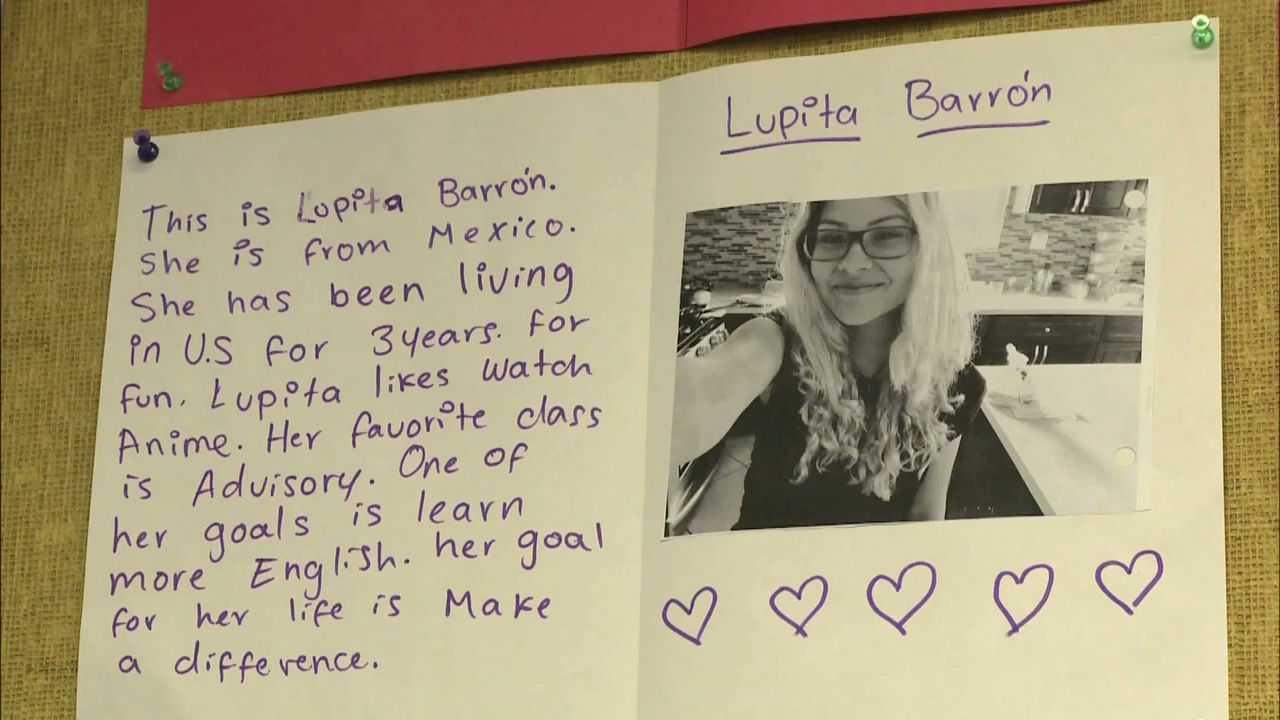 This is Lupita Barrón.
She is from Mexico.
She has been living
in U.S for 3 years. For
fun. Lupita likes watch
Anime. Her favorite class
is Advisory. One of
her goals is learn
more English. her goal
for her life is Make
a difference.
Lupita Barrón